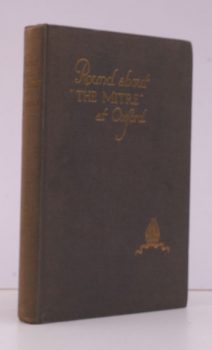 Round about
"THE MITRE"
at Oxford